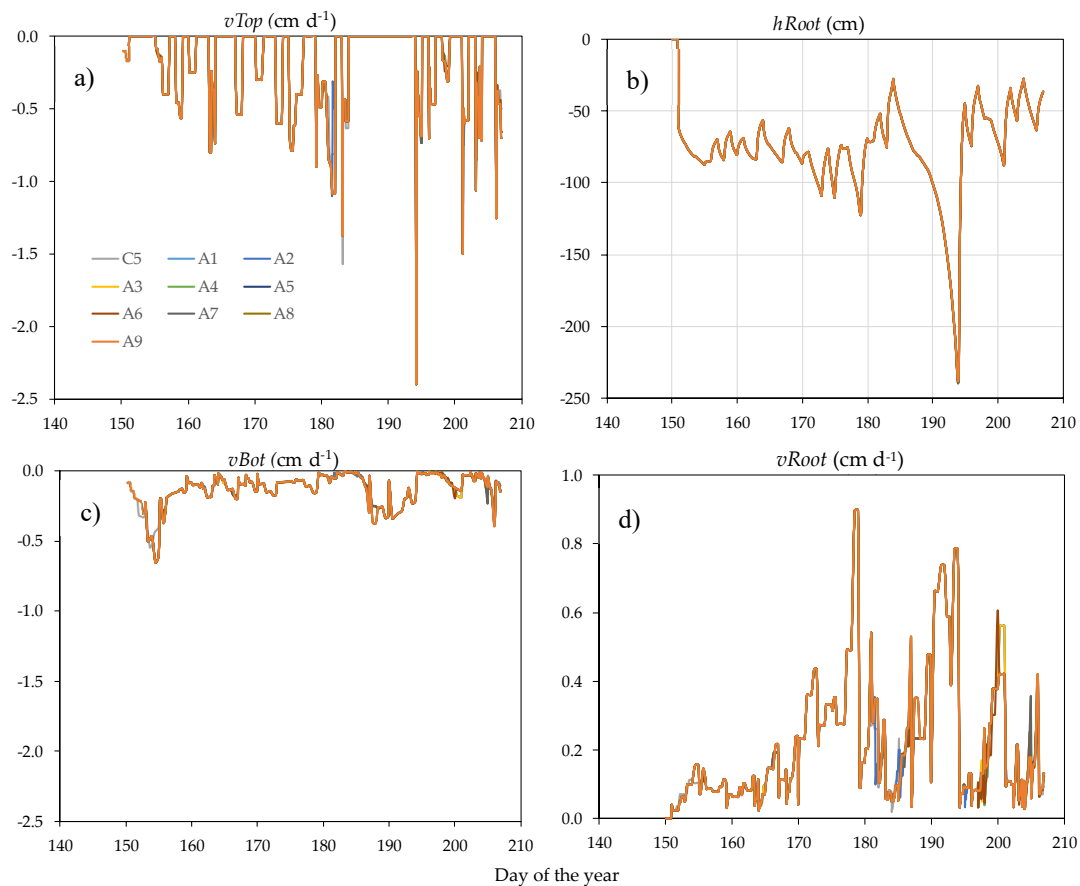 vTop (cm d-1)
0.0
-0.5
-1.0
-1.5
-2.0
-2.5
a)
C5 A1 A2
A3 A4 A5
A6 A7 A8
A9
140 150 160 170 180 190 200 210
hRoot (cm)
0
-50
-100
-150
-200
-250
b)
140 150 160 170 180 190 200 210
vBot (cm d-1)
0.0
-0.5
-1.0
-1.5
-2.0
-2.5
c)
140 150 160 170 180 190 200 210
vRoot (cm d-1)
1.0
0.8
0.6
0.4
0.2
0.0
d)
140 150 160 170 180 190 200 210
Day of the year